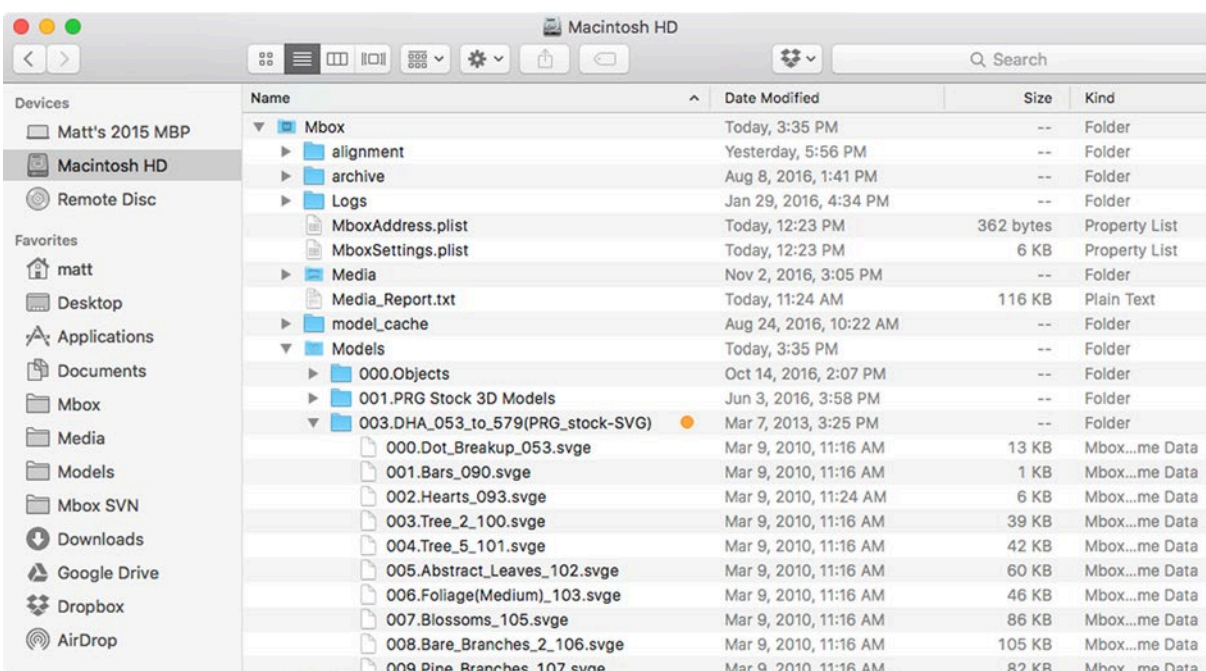 Macintosh HD
Search
Devices
Matt's 2015 MBP
Macintosh HD
Remote Disc
Favorites
matt
Desktop
Applications
Documents
Mbox
Media
Models
Mbox SVN
Downloads
Google Drive
Dropbox
AirDrop
Name Date Modified Size Kind
Mbox Today, 3:35 PM -- Folder
alignment Yesterday, 5:56 PM -- Folder
archive Aug 8, 2016, 1:41 PM -- Folder
Logs Jan 29, 2016, 4:34 PM -- Folder
MboxAddress.plist Today, 12:23 PM 362 bytes Property List
MboxSettings.plist Today, 12:23 PM 6 KB Property List
Media Nov 2, 2016, 3:05 PM -- Folder
Media_Report.txt Today, 11:24 AM 116 KB Plain Text
model_cache Aug 24, 2016, 10:22 AM -- Folder
Models Today, 3:35 PM -- Folder
000.Objects Oct 14, 2016, 2:07 PM -- Folder
001.PRG Stock 3D Models Jun 3, 2016, 3:58 PM -- Folder
003.DHA_053_to_579(PRG_stock-SVG) Mar 7, 2013, 3:25 PM -- Folder
000.Dot_Breakup_053.svge Mar 9, 2010, 11:16 AM 13 KB Mbox...me Data
001.Bars_090.svge Mar 9, 2010, 11:16 AM 1 KB Mbox...me Data
002.Hearts_093.svge Mar 9, 2010, 11:24 AM 6 KB Mbox...me Data
003.Tree_2_100.svge Mar 9, 2010, 11:16 AM 39 KB Mbox...me Data
004.Tree_5_101.svge Mar 9, 2010, 11:16 AM 42 KB Mbox...me Data
005.Abstract_Leaves_102.svge Mar 9, 2010, 11:16 AM 60 KB Mbox...me Data
006.Foliage(Medium)_103.svge Mar 9, 2010, 11:16 AM 46 KB Mbox...me Data
007.Blossoms_105.svge Mar 9, 2010, 11:16 AM 86 KB Mbox...me Data
008.Bare_Branches_2_106.svge Mar 9, 2010, 11:16 AM 105 KB Mbox...me Data
009.Pine_Branches_107.svge Mar 9, 2010, 11:16 AM 82 KB Mbox...me Data